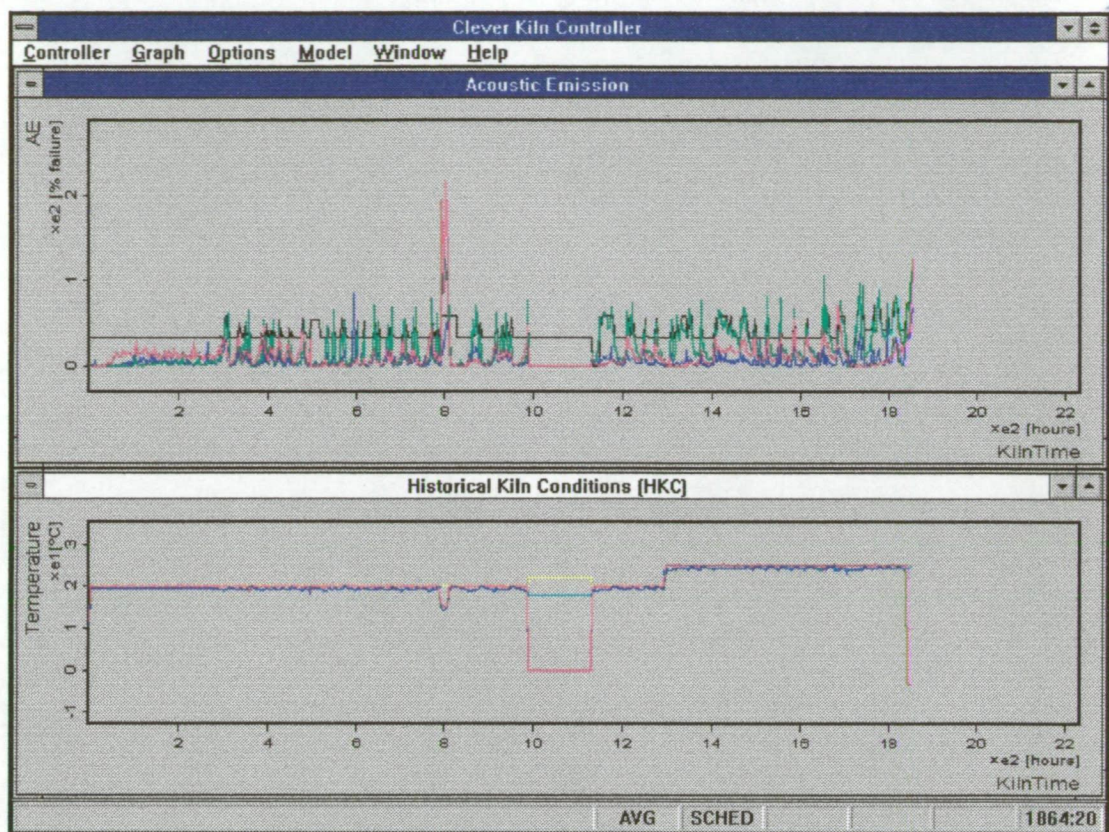 Clever Kiln Controller
Controller Graph Options Model Window Help
Acoustic Emission
AE
xe2 [% failure]
2
1
0
2 4 6 8 10 12 14 16 18 20 22
xe2 [hours]
KilnTime
Historical Kiln Conditions (HKC)
Temperature
xe1[°C]
3
2
1
0
-1
2 4 6 8 10 12 14 16 18 20 22
xe2 [hours]
KilnTime
AVG SCHED 1864:20